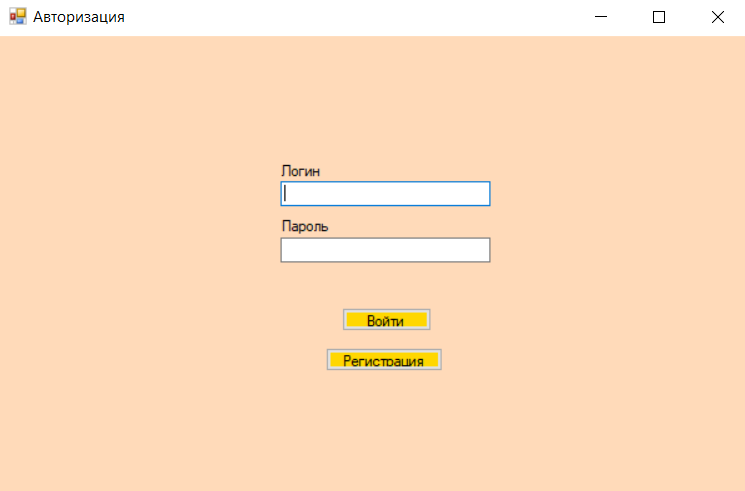 Авторизация
Логин
Пароль
Войти
Регистрация